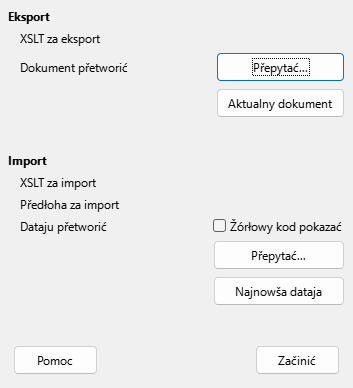 Eksport
XSLT za eksport
Dokument přetworić
Přepytać...
Aktualny dokument
Import
XSLT za import
Předłoha za import
Dataju přetworić
Žórłowy kod pokazać
Přepytać...
Najnowša dataja
Pomoc
Začinić